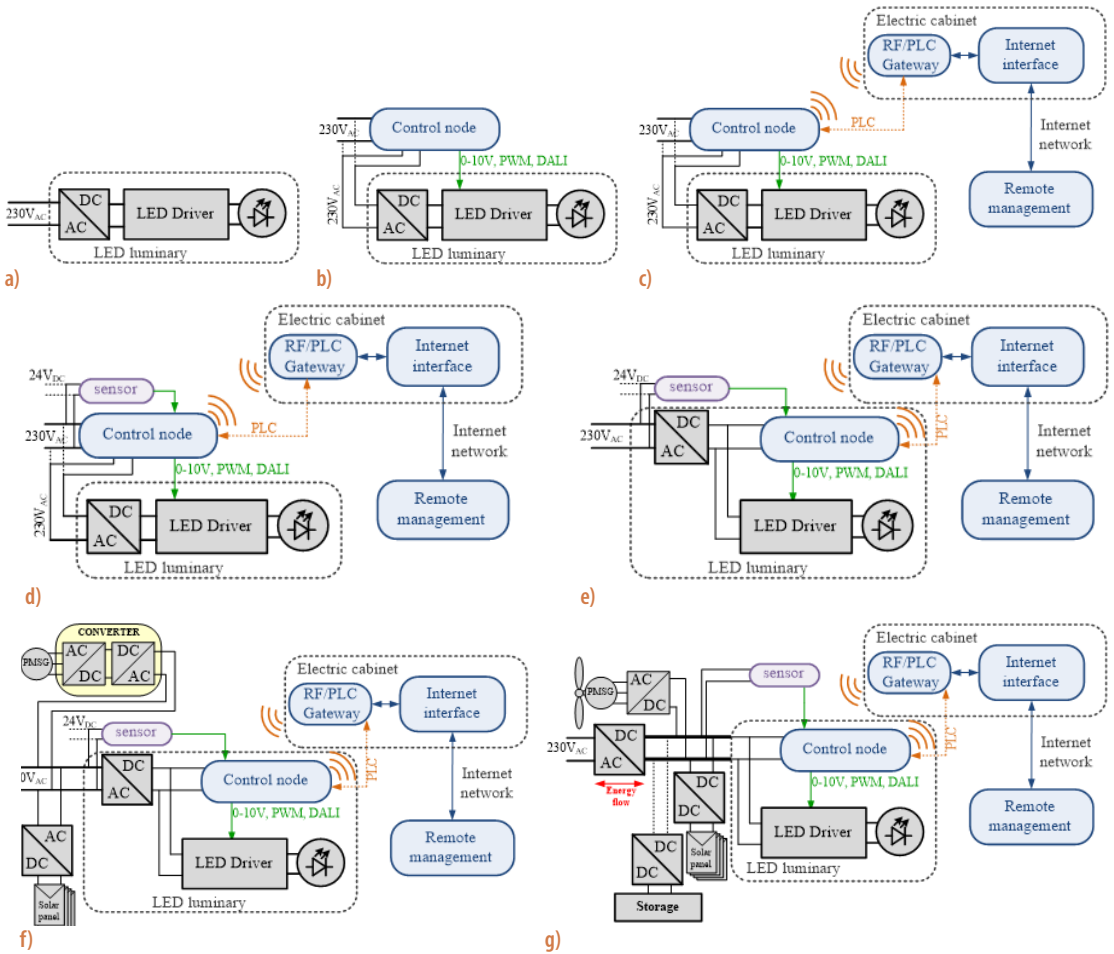 230VAC
DC
AC
LED Driver
LED luminary
a)
230VAC
Control node
0-10V, PWM, DALI
230VAC
DC
AC
LED Driver
LED luminary
b)
Electric cabinet
RF/PLC
Gateway
Internet
interface
230VAC
Control node
PLC
0-10V, PWM, DALI
Internet
network
230VAC
DC
AC
LED Driver
LED luminary
Remote
management
c)
Electric cabinet
RF/PLC
Gateway
Internet
interface
24VDC
sensor
230VAC
Control node
PLC
0-10V, PWM, DALI
Internet
network
230VAC
DC
AC
LED Driver
LED luminary
Remote
management
d)
Electric cabinet
RF/PLC
Gateway
Internet
interface
sensor
230VAC
DC
AC
Control node
PLC
0-10V, PWM, DALI
Internet
network
LED Driver
LED luminary
Remote
management
e)
CONVERTER
PMSG
AC
DC
DC
AC
Electric cabinet
RF/PLC
Gateway
Internet
interface
24VDC
sensor
0VAC
DC
AC
Control node
PLC
0-10V, PWM, DALI
Internet
network
AC
DC
Solar
panel
LED Driver
LED luminary
Remote
management
f)
Electric cabinet
RF/PLC
Gateway
Internet
interface
PMSG
AC
DC
sensor
230VAC
DC
AC
Energy
flow
Control node
PLC
0-10V, PWM, DALI
Internet
network
DC
DC
Solar
panel
DC
DC
Storage
LED Driver
LED luminary
Remote
management
g)